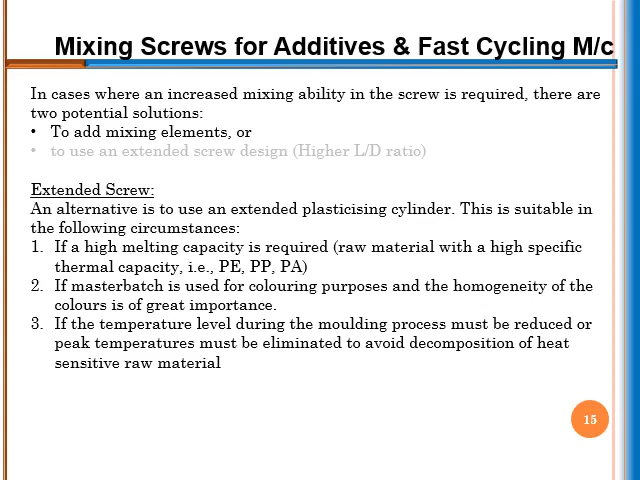 Mixing Screws for Additives & Fast Cycling M/c
In cases where an increased mixing ability in the screw is required, there are
two potential solutions:
• To add mixing elements, or
• to use an extended screw design (Higher L/D ratio)
Extended Screw:
An alternative is to use an extended plasticising cylinder. This is suitable in
the following circumstances:
1. If a high melting capacity is required (raw material with a high specific
thermal capacity, i.e., PE, PP, PA)
2. If masterbatch is used for colouring purposes and the homogeneity of the
colours is of great importance.
3. If the temperature level during the moulding process must be reduced or
peak temperatures must be eliminated to avoid decomposition of heat
sensitive raw material
15